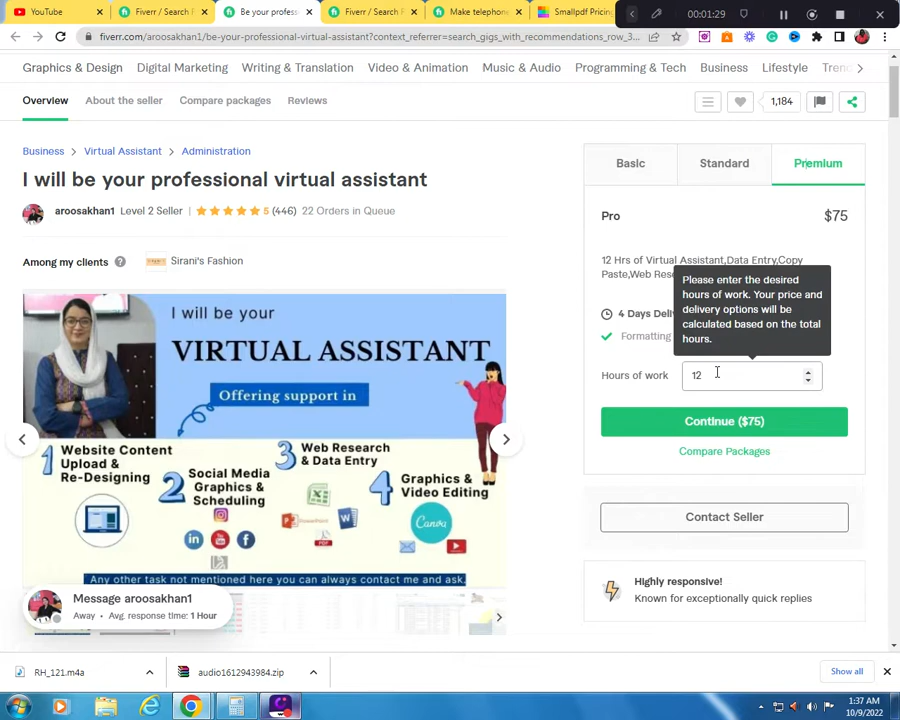 YouTube
Fiverr / Search F
Be your profess
Fiverr / Search F
Make telephon
Smallpdf Pricing
00:01:29
fiverr.com/aroosakhan1/be-your-professional-virtual-assistant?context_referrer=search_gigs_with_recommendations_row_3...
Graphics & Design
Digital Marketing
Writing & Translation
Video & Animation
Music & Audio
Programming & Tech
Business
Lifestyle
Trend
Overview
About the seller
Compare packages
Reviews
1,184
Business > Virtual Assistant > Administration
I will be your professional virtual assistant
aroosakhan1 Level 2 Seller 5 (446) 22 Orders in Queue
Among my clients
Sirani's Fashion
I will be your
VIRTUAL ASSISTANT
Offering support in
1 Website Content
Upload &
Re-Designing
2 Social Media
Graphics &
Scheduling
3 Web Research
& Data Entry
4 Graphics &
Video Editing
Canva
Any other task not mentioned here you can always contact me and ask.
Message aroosakhan1
Away • Avg. response time: 1 Hour
Basic
Standard
Premium
Pro
$75
12 Hrs of Virtual Assistant,Data Entry,Copy
Paste,Web Res
Please enter the desired
hours of work. Your price and
delivery options will be
calculated based on the total
hours.
4 Days Deli
Formatting
Hours of work
12
Continue ($75)
Compare Packages
Contact Seller
Highly responsive!
Known for exceptionally quick replies
RH_121.m4a
audio1612943984.zip
Show all
1:37 AM
10/9/2022